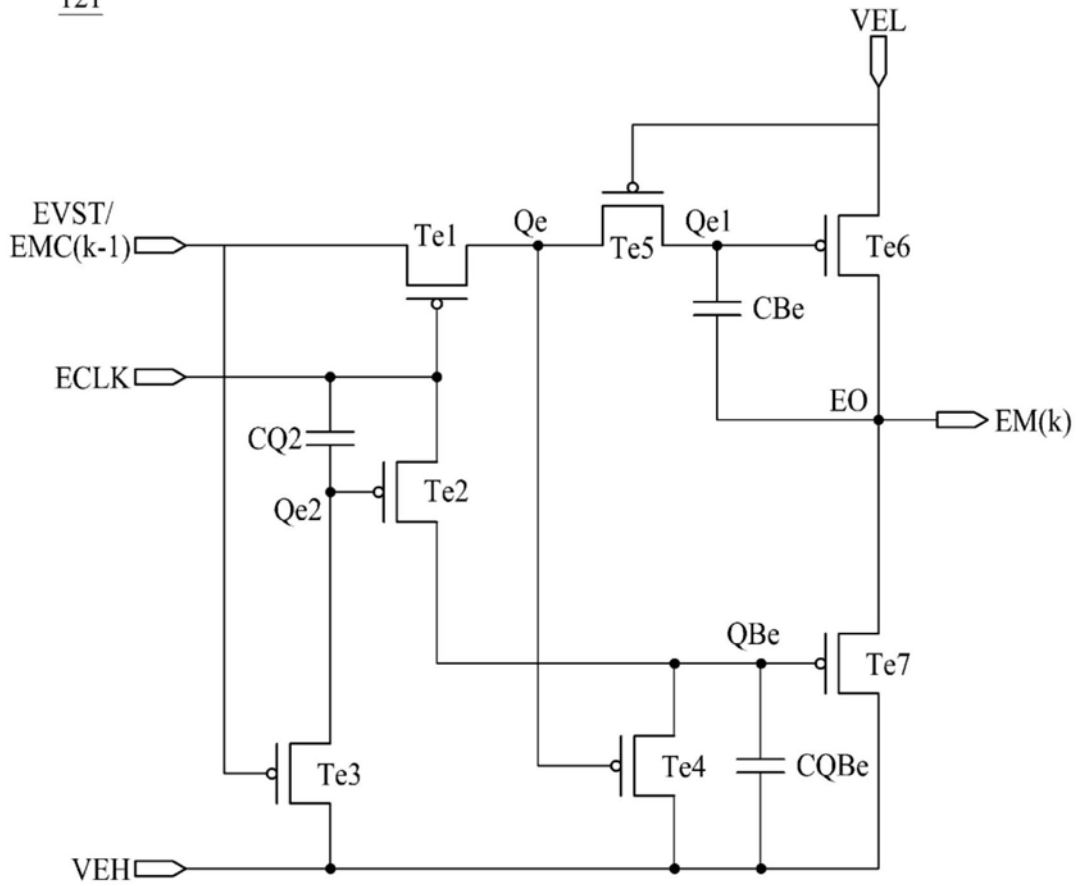 121
VEL
EVST/
EMC(k-1)
Te1
Qe
Te5
Qe1
Te6
CBe
ECLK
EO
EM(k)
CQ2
Te2
Qe2
QBe
Te7
Te3
Te4
CQBe
VEH